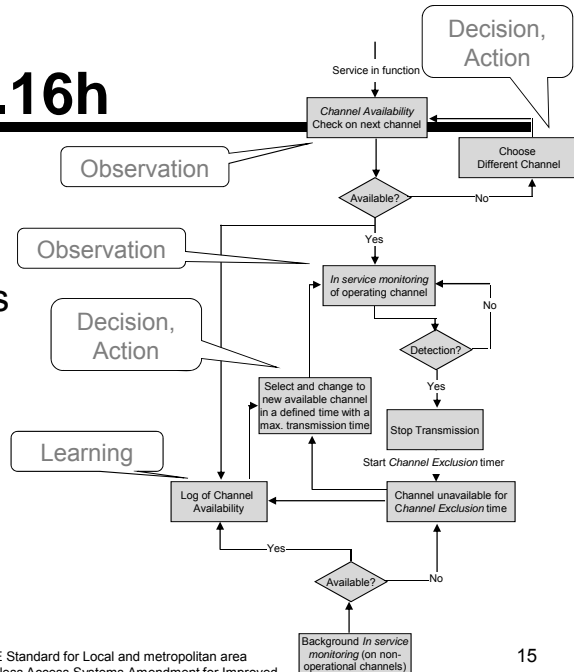 .16h
Decision,
Action
Service in function
Channel Availability
Check on next channel
Choose
Different Channel
Observation
Available?
No
Yes
Observation
In service monitoring
of operating channel
No
s
Decision,
Action
Detection?
Yes
Select and change to
new available channel
in a defined time with a
max. transmission time
Stop Transmission
Start Channel Exclusion timer
Learning
Log of Channel
Availability
Channel unavailable for
Channel Exclusion time
Yes
Available?
No
Background In service
monitoring (on non-
operational channels)
E Standard for Local and metropolitan area
less Access Systems Amendment for Improved
15